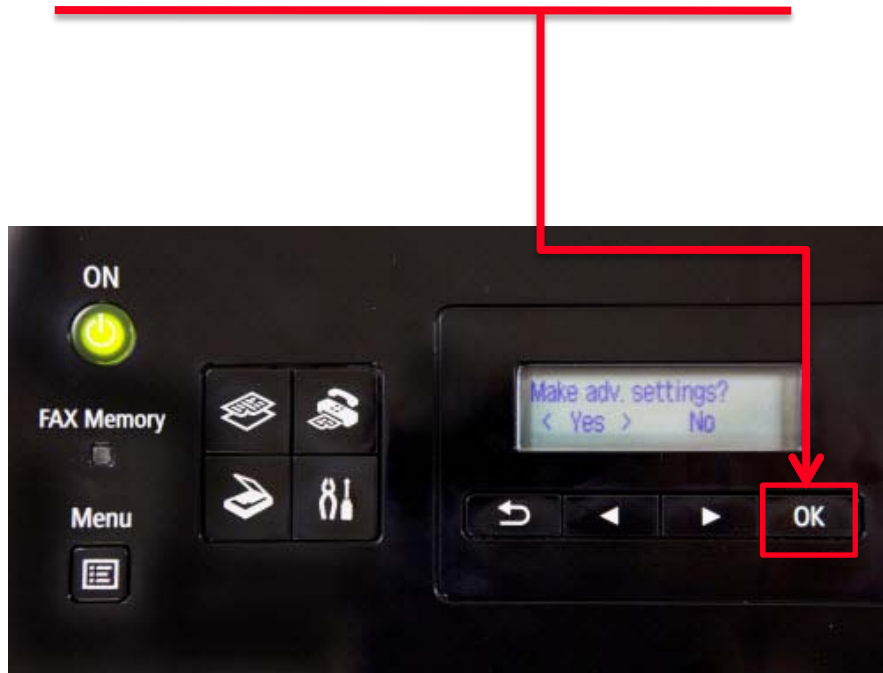 ON
FAX Memory
Menu
Make adv. settings?
< Yes > No
OK